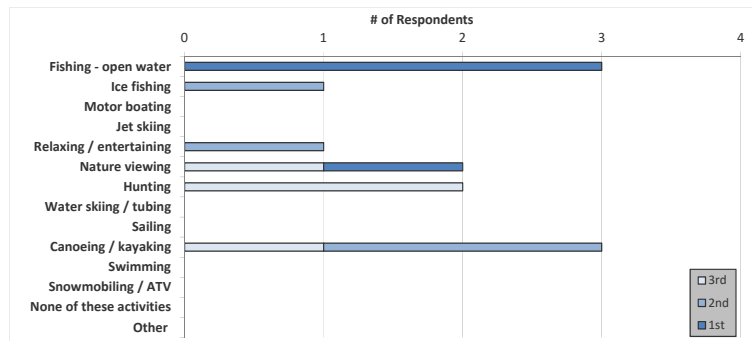 # of Respondents
0 1 2 3 4
Fishing - open water
Ice fishing
Motor boating
Jet skiing
Relaxing / entertaining
Nature viewing
Hunting
Water skiing / tubing
Sailing
Canoeing / kayaking
Swimming
Snowmobiling / ATV
None of these activities
Other
3rd
2nd
1st